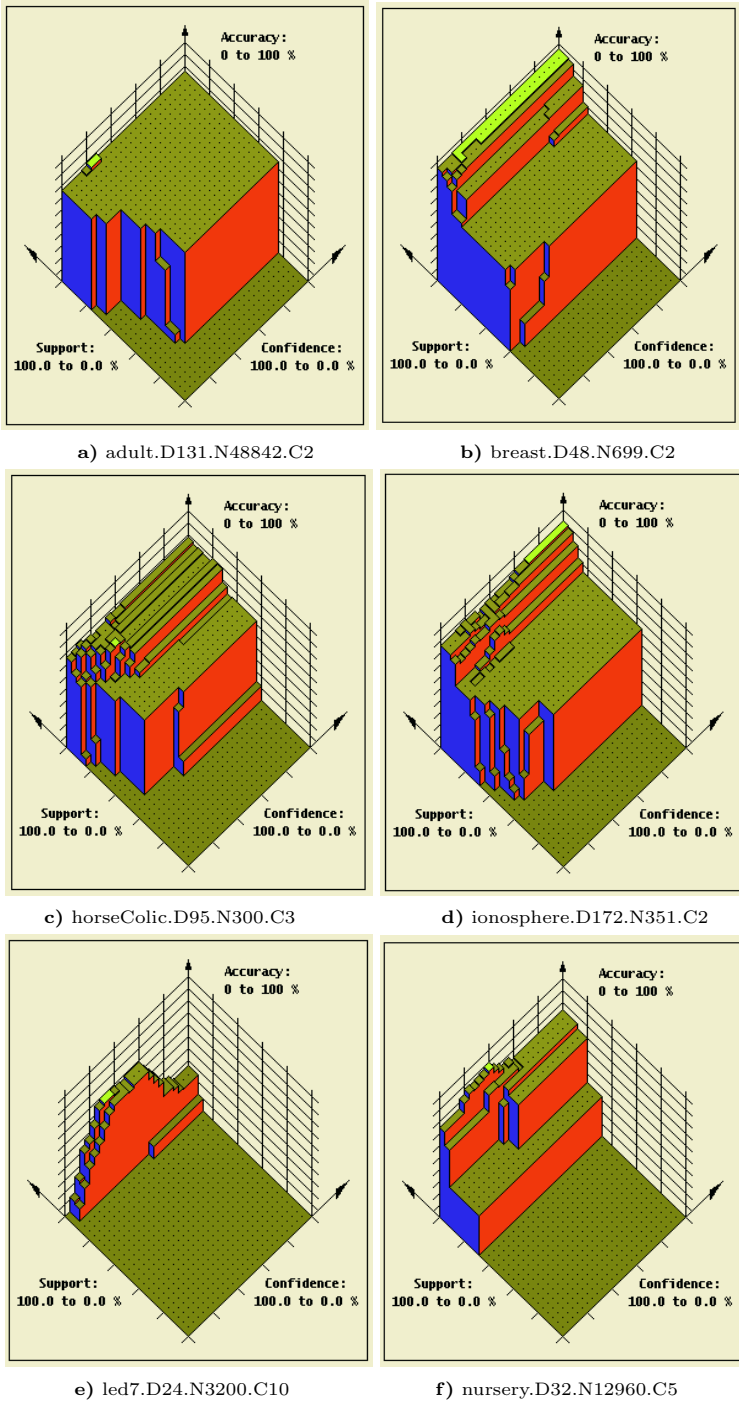 Accuracy:
0 to 100 %
Support:
100.0 to 0.0 %
Confidence:
100.0 to 0.0 %
a) adult.D131.N48842.C2
Accuracy:
0 to 100 %
Support:
100.0 to 0.0 %
Confidence:
100.0 to 0.0 %
b) breast.D48.N699.C2
Accuracy:
0 to 100 %
Support:
100.0 to 0.0 %
Confidence:
100.0 to 0.0 %
c) horseColic.D95.N300.C3
Accuracy:
0 to 100 %
Support:
100.0 to 0.0 %
Confidence:
100.0 to 0.0 %
d) ionosphere.D172.N351.C2
Accuracy:
0 to 100 %
Support:
100.0 to 0.0 %
Confidence:
100.0 to 0.0 %
e) led7.D24.N3200.C10
Accuracy:
0 to 100 %
Support:
100.0 to 0.0 %
Confidence:
100.0 to 0.0 %
f) nursery.D32.N12960.C5